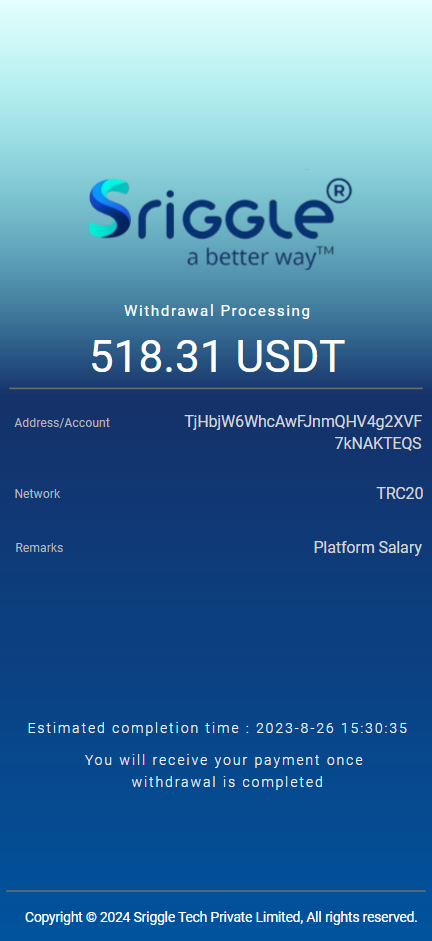 Sriggle®
a better way™
Withdrawal Processing
518.31 USDT
Address/Account TjHbjW6WhcAwFJnmQHV4g2XVF
7kNAKTEQS
Network TRC20
Remarks Platform Salary
Estimated completion time : 2023-8-26 15:30:35
You will receive your payment once
withdrawal is completed
Copyright © 2024 Sriggle Tech Private Limited, All rights reserved.